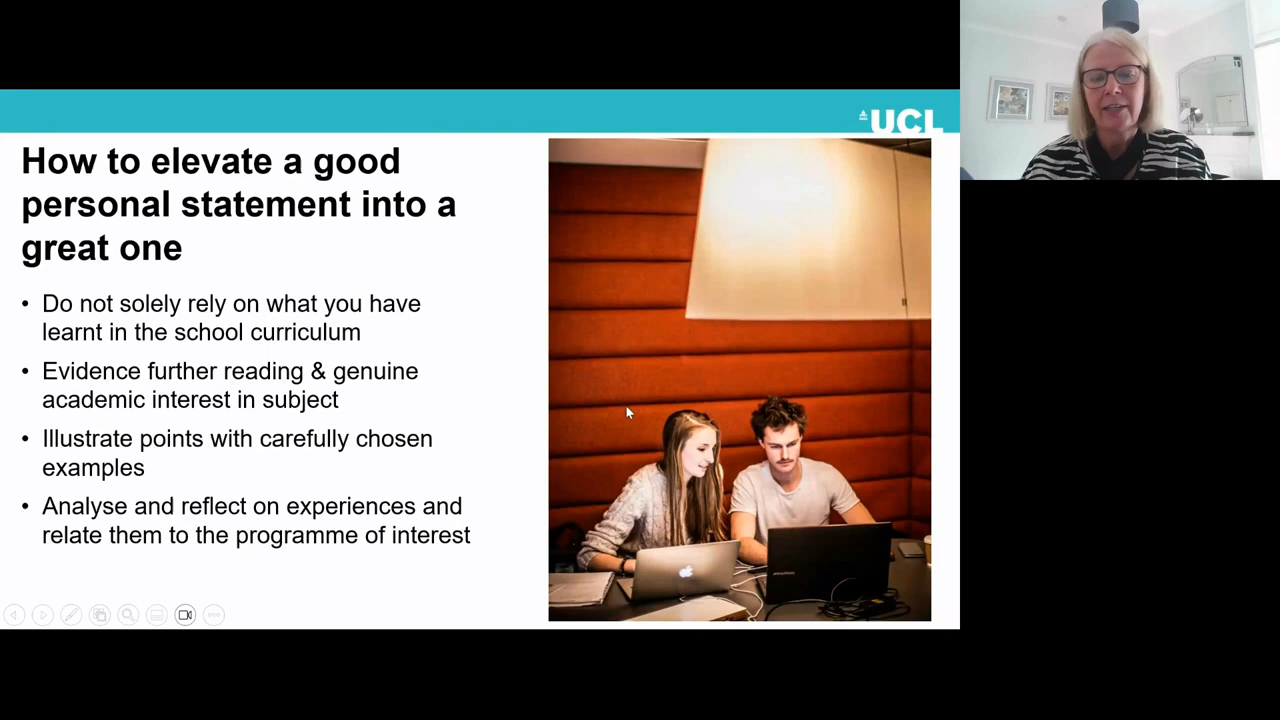 UCL
How to elevate a good
personal statement into a
great one
• Do not solely rely on what you have
learnt in the school curriculum
• Evidence further reading & genuine
academic interest in subject
• Illustrate points with carefully chosen
examples
• Analyse and reflect on experiences and
relate them to the programme of interest